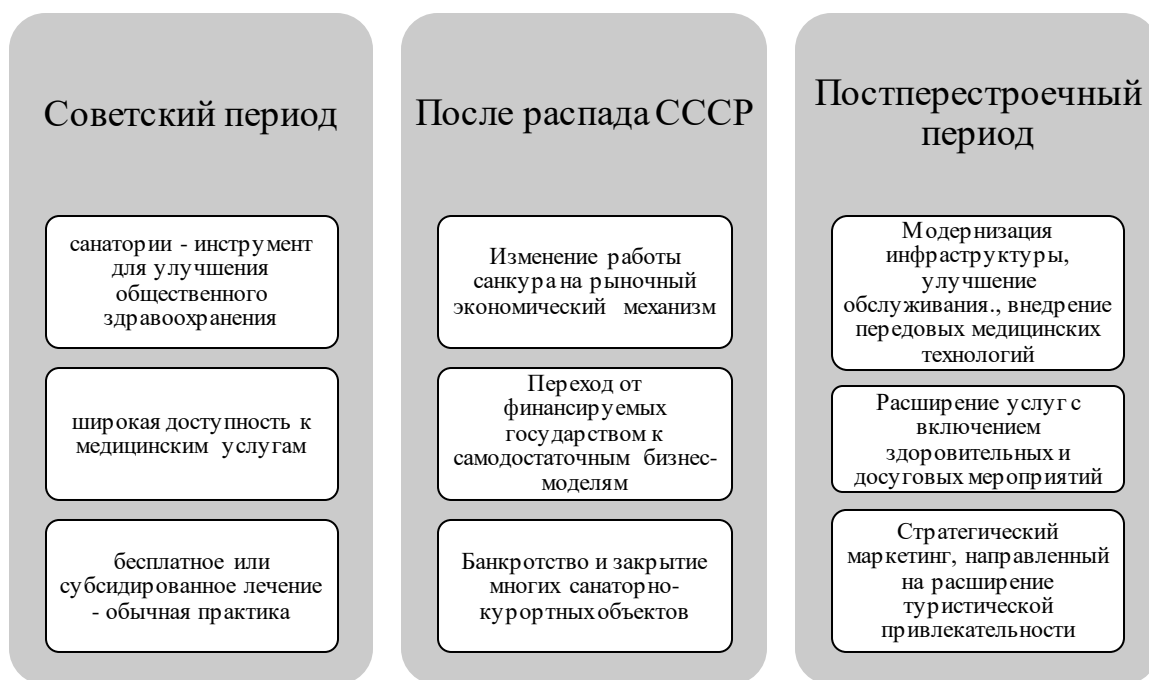 Советский период
санатории - инструмент
для улучшения
общественного
здравоохранения
широкая доступность к
медицинским услугам
бесплатное или
субсидированное лечение
- обычная практика
После распада СССР
Изменение работы
санкура на рыночный
экономический механизм
Переход от
финансируемых
государством к
самодостаточным бизнес-
моделям
Банкротство и закрытие
многих санаторно-
курортных объектов
Постперестроечный
период
Модернизация
инфраструктуры,
улучшение
обслуживания., внедрение
передовых медицинских
технологий
Расширение услуг с
включением
здоровительных и
досуговых мероприятий
Стратегический
маркетинг, направленный
на расширение
туристической
привлекательности